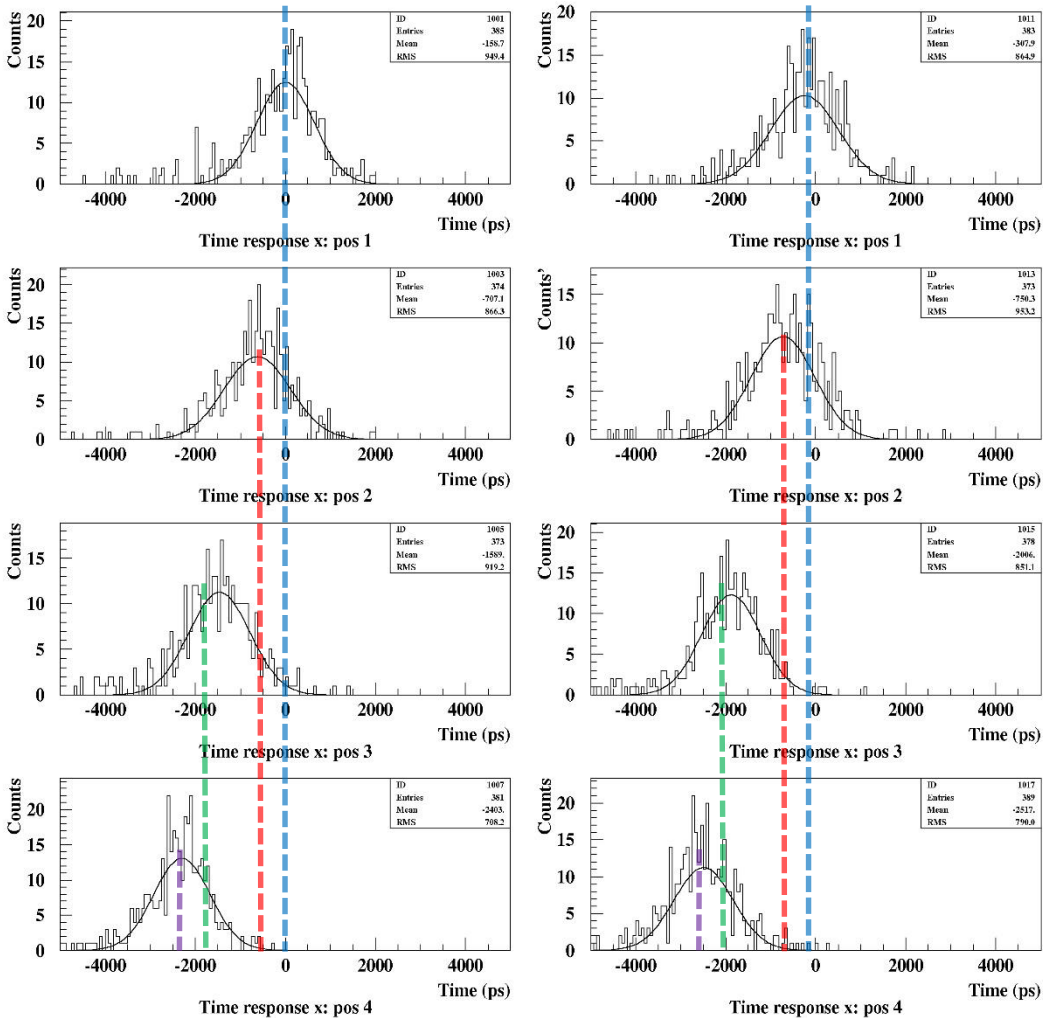 Counts
20
15
10
5
0
-4000 -2000 0 2000 4000
Time (ps)
Time response x: pos 1
ID 1001
Entries 385
Mean -158.7
RMS 949.4
Counts
20
15
10
5
0
-4000 -2000 0 2000 4000
Time (ps)
Time response x: pos 1
ID 1011
Entries 383
Mean -307.9
RMS 864.9
Counts
20
15
10
5
0
-4000 -2000 0 2000 4000
Time (ps)
Time response x: pos 2
ID 1003
Entries 374
Mean -707.1
RMS 866.3
Counts’
15
10
5
0
-4000 -2000 0 2000 4000
Time (ps)
Time response x: pos 2
ID 1013
Entries 373
Mean -750.3
RMS 953.2
Counts
15
10
5
0
-4000 -2000 0 2000 4000
Time (ps)
Time response x: pos 3
ID 1005
Entries 373
Mean -1589.
RMS 919.2
Counts
20
15
10
5
0
-4000 -2000 0 2000 4000
Time (ps)
Time response x: pos 3
ID 1015
Entries 378
Mean -2006.
RMS 851.1
Counts
20
15
10
5
0
-4000 -2000 0 2000 4000
Time (ps)
Time response x: pos 4
ID 1007
Entries 381
Mean -2403.
RMS 708.2
Counts
20
15
10
5
0
-4000 -2000 0 2000 4000
Time (ps)
Time response x: pos 4
ID 1017
Entries 389
Mean -2517.
RMS 790.0